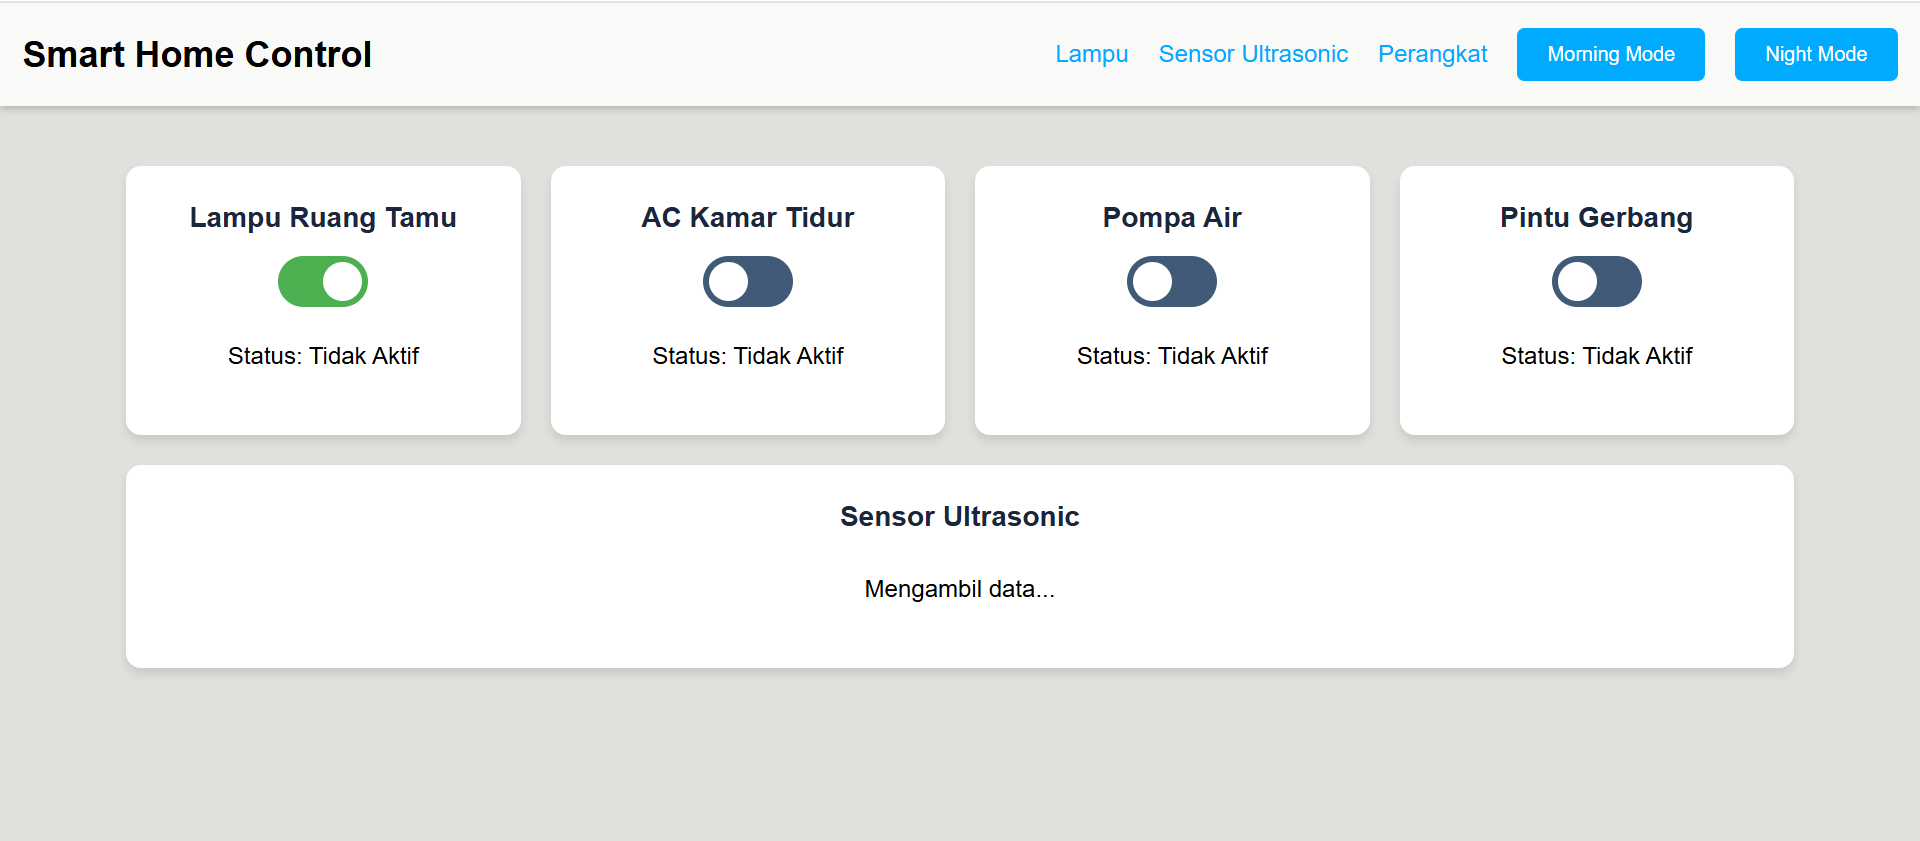 Smart Home Control
Lampu Sensor Ultrasonic Perangkat Morning Mode Night Mode
Lampu Ruang Tamu
Status: Tidak Aktif
AC Kamar Tidur
Status: Tidak Aktif
Pompa Air
Status: Tidak Aktif
Pintu Gerbang
Status: Tidak Aktif
Sensor Ultrasonic
Mengambil data...